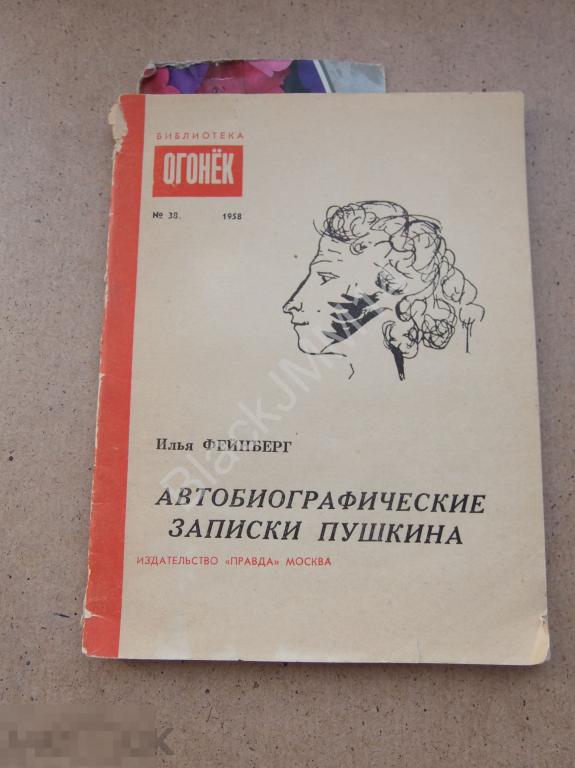 БИБЛИОТЕКА
ОГОНЁК
№ 38. 1958
Илья ФЕЙНБЕРГ
АВТОБИОГРАФИЧЕСКИЕ
ЗАПИСКИ ПУШКИНА
ИЗДАТЕЛЬСТВО «ПРАВДА» МОСКВА